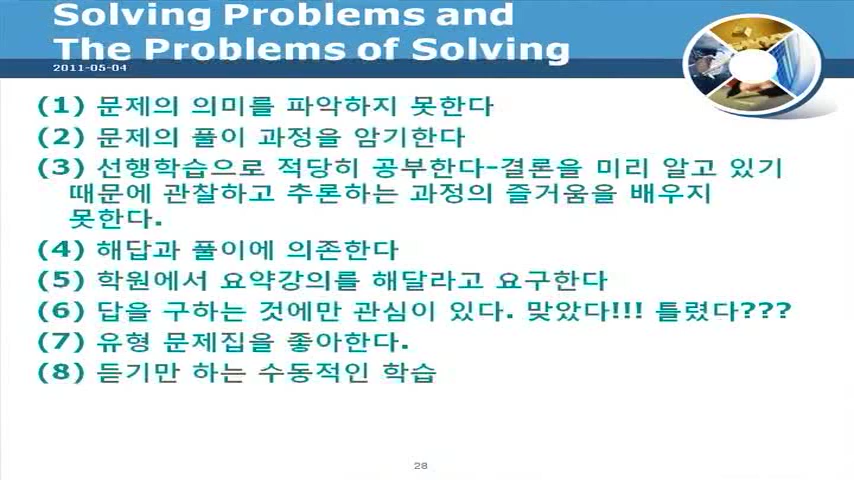 Solving Problems and
The Problems of Solving
2011-05-04
(1) 문제의 의미를 파악하지 못한다
(2) 문제의 풀이 과정을 암기한다
(3) 선행학습으로 적당히 공부한다-결론을 미리 알고 있기
때문에 관찰하고 추론하는 과정의 즐거움을 배우지
못한다.
(4) 해답과 풀이에 의존한다
(5) 학원에서 요약강의를 해달라고 요구한다
(6) 답을 구하는 것에만 관심이 있다. 맞았다!!! 틀렸다???
(7) 유형 문제집을 좋아한다.
(8) 듣기만 하는 수동적인 학습
28